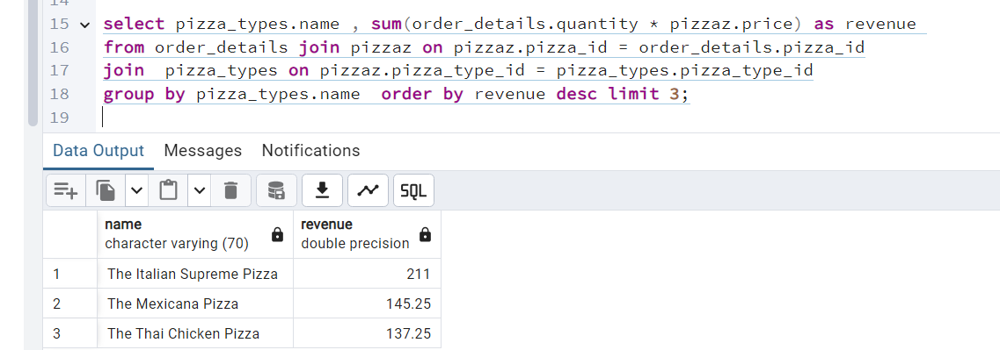 14
15 select pizza_types.name , sum(order_details.quantity * pizzaz.price) as revenue
16 from order_details join pizzaz on pizzaz.pizza_id = order_details.pizza_id
17 join  pizza_types on pizzaz.pizza_type_id = pizza_types.pizza_type_id
18 group by pizza_types.name  order by revenue desc limit 3;
19
Data Output Messages Notifications
SQL
name revenue
character varying (70) double precision
1 The Italian Supreme Pizza 211
2 The Mexicana Pizza 145.25
3 The Thai Chicken Pizza 137.25